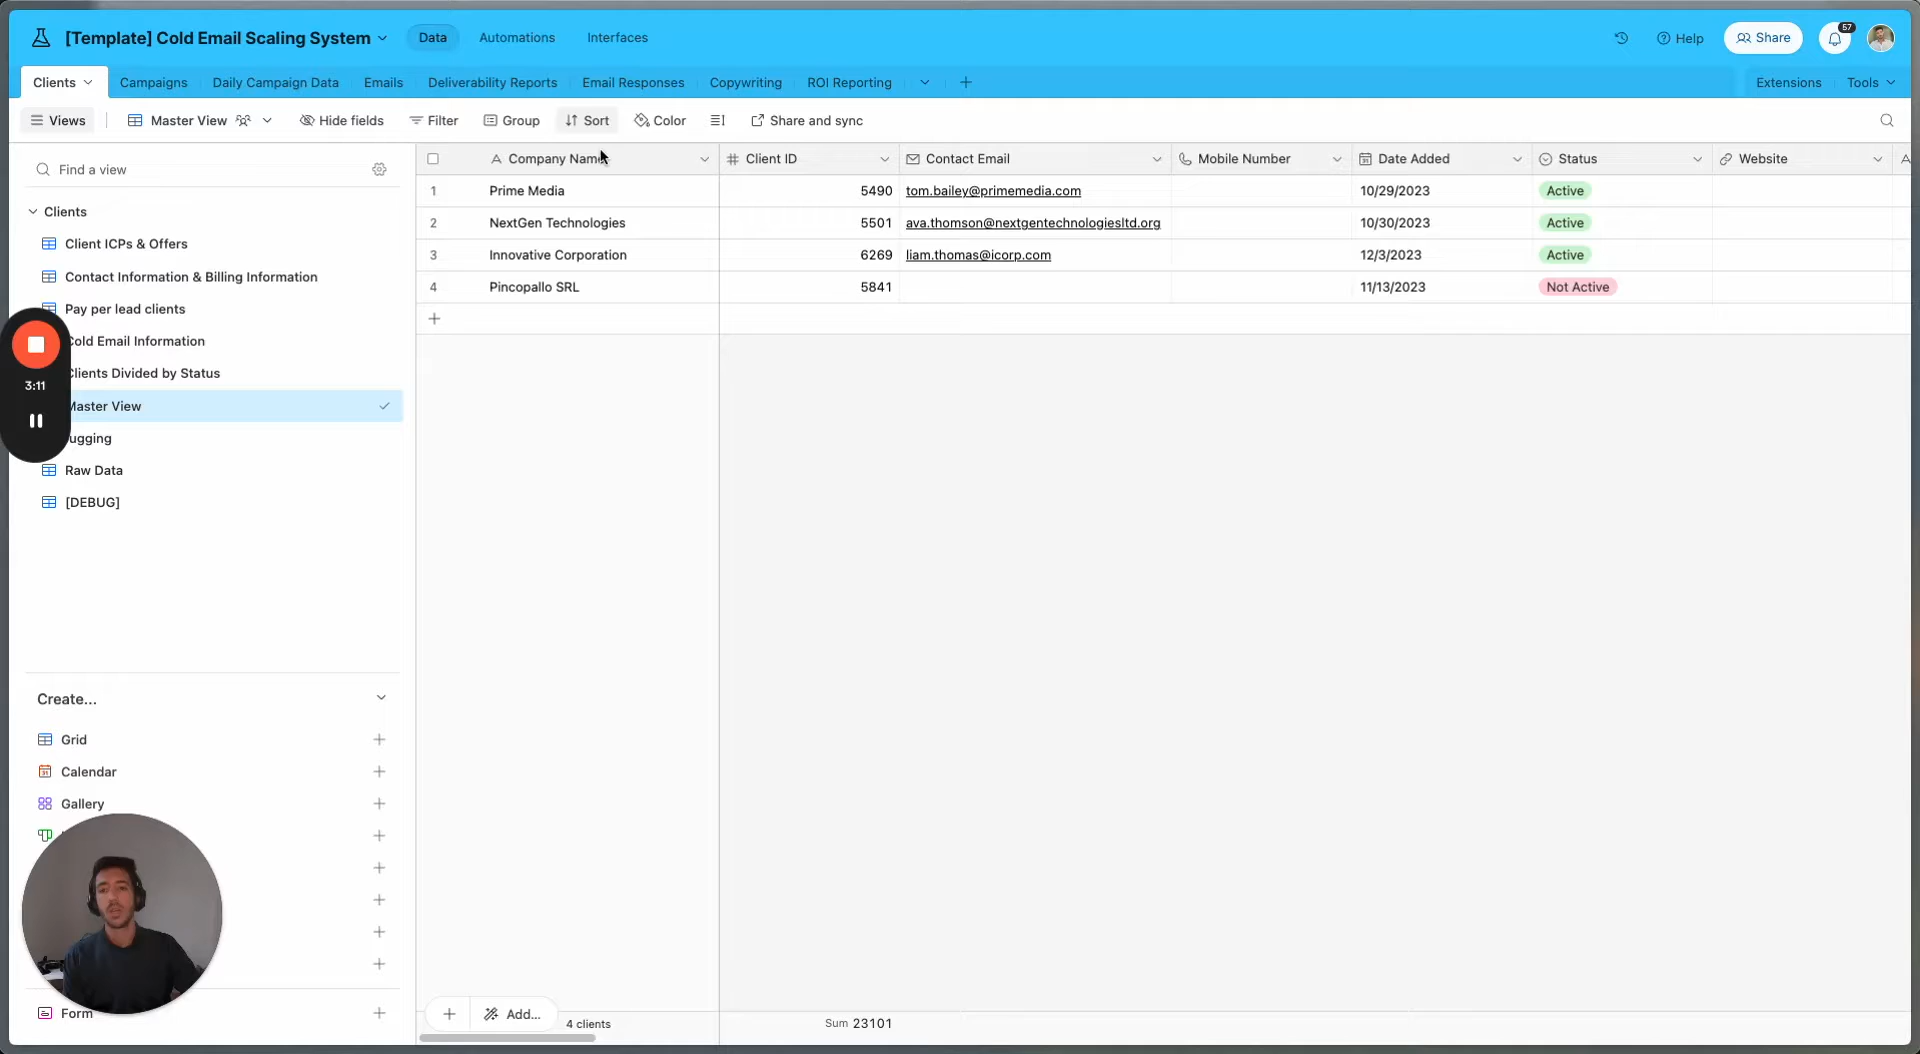 [Template] Cold Email Scaling System
Data
Automations
Interfaces
Help
Share
57
Clients
Campaigns
Daily Campaign Data
Emails
Deliverability Reports
Email Responses
Copywriting
ROI Reporting
Extensions
Tools
Views
Master View
Hide fields
Filter
Group
Sort
Color
Share and sync
Find a view
Clients
Client ICPs & Offers
Contact Information & Billing Information
Pay per lead clients
Cold Email Information
Clients Divided by Status
Master View
ugging
Raw Data
[DEBUG]
3:11
Create...
Grid
Calendar
Gallery
Form
Company Name Client ID Contact Email Mobile Number Date Added Status Website
1 Prime Media 5490 tom.bailey@primemedia.com 10/29/2023 Active
2 NextGen Technologies 5501 ava.thomson@nextgentechnologiesltd.org 10/30/2023 Active
3 Innovative Corporation 6269 liam.thomas@icorp.com 12/3/2023 Active
4 Pincopallo SRL 5841 11/13/2023 Not Active
Add...
4 clients
Sum 23101